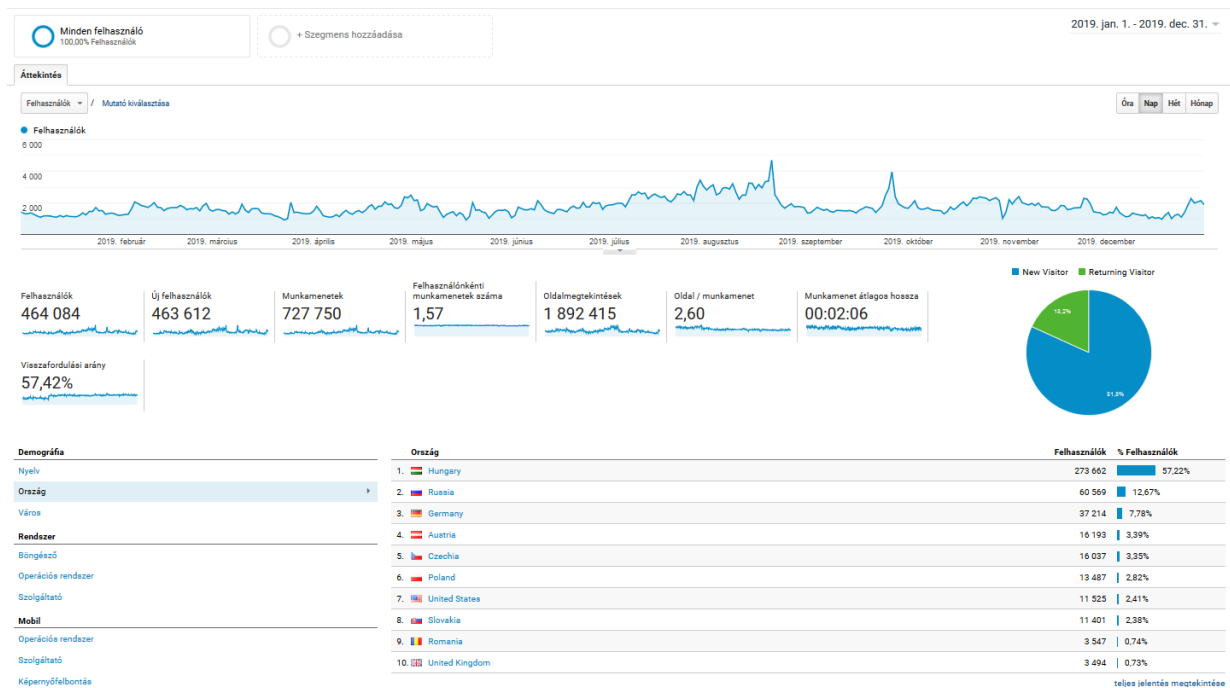 Minden felhasználó
100,00% Felhasználók
+ Szegmens hozzáadása
2019. jan. 1. - 2019. dec. 31.
Áttekintés
Felhasználók / Mutató kiválasztása
Óra Nap Hét Hónap
Felhasználók
6 000
4 000
2 000
2019. február 2019. március 2019. április 2019. május 2019. június 2019. július 2019. augusztus 2019. szeptember 2019. október 2019. november 2019. december
New Visitor Returning Visitor
Felhasználók
464 084
Új felhasználók
463 612
Munkamenetek
727 750
Felhasználónkénti
munkamenetek száma
1,57
Oldalmegtekintések
1 892 415
Oldal / munkamenet
2,60
Munkamenet átlagos hossza
00:02:06
Visszafordulási arány
57,42%
18,2%
81,8%
Demográfia
Nyelv
Ország
Város
Rendszer
Böngésző
Operációs rendszer
Szolgáltató
Mobil
Operációs rendszer
Szolgáltató
Képernyőfelbontás
Ország Felhasználók % Felhasználók
1. Hungary 273 662 57,22%
2. Russia 60 569 12,67%
3. Germany 37 214 7,78%
4. Austria 16 193 3,39%
5. Czechia 16 037 3,35%
6. Poland 13 487 2,82%
7. United States 11 525 2,41%
8. Slovakia 11 401 2,38%
9. Romania 3 547 0,74%
10. United Kingdom 3 494 0,73%
teljes jelentés megtekintése